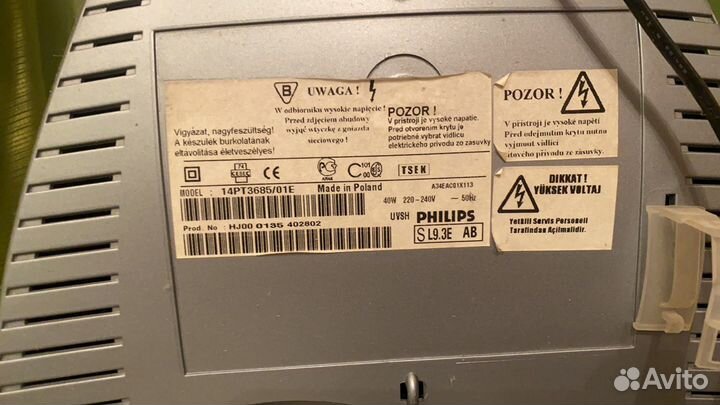 B UWAGA !
W odbiorniku wysokie napięcie !
Przed zdjęciem obudowy
wyjąć wtyczkę z gniazda
sieciowego.
Vigyázat, nagyfeszültség!
A készülék burkolatának
eltávolítása életveszélyes!
POZOR !
V přístroji je vysoké napatie.
Pred otvorením krytu je
potrebné vybrať vidlicu
elektrického prívodu zo zásuvky
CE
TSEK
MODEL: 14PT3685/01E Made in Poland
A34EAC01X113
40W 220-240V ~ 50Hz
Prod. No : HJ00 0135 402802
UVSH PHILIPS
S L9.3E AB
POZOR !
V přístroji je vysoké napětí
Před odejmutím krytu nutno
vyjmout vidlici
ického přívodu ze zásuvky.
DIKKAT !
YÜKSEK VOLTAJ
Yetkili Servis Personeli
Tarafından Açılmalıdır.
Avito